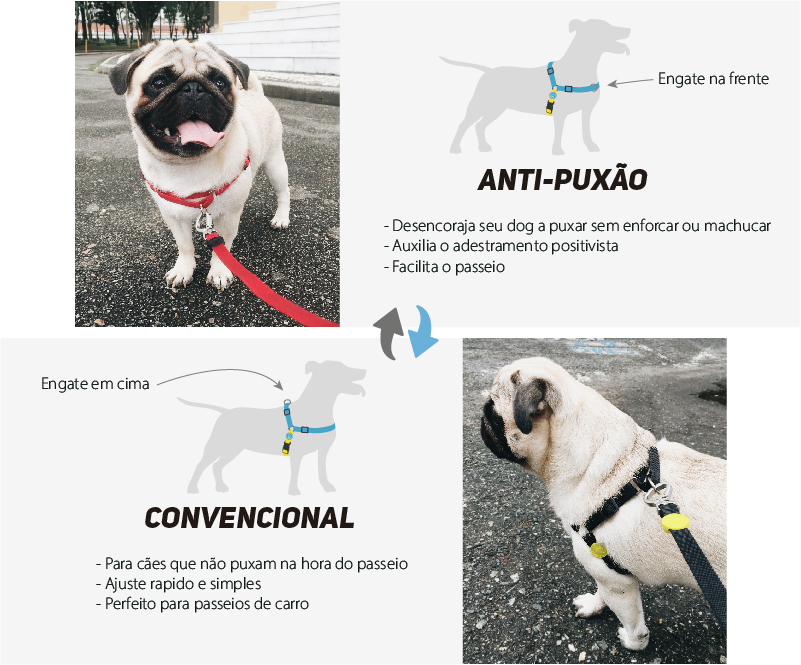 Engate na frente
ANTI-PUXÃO
- Desencoraja seu dog a puxar sem enforcar ou machucar
- Auxilia o adestramento positivista
- Facilita o passeio
Engate em cima
CONVENCIONAL
- Para cães que não puxam na hora do passeio
- Ajuste rapido e simples
- Perfeito para passeios de carro